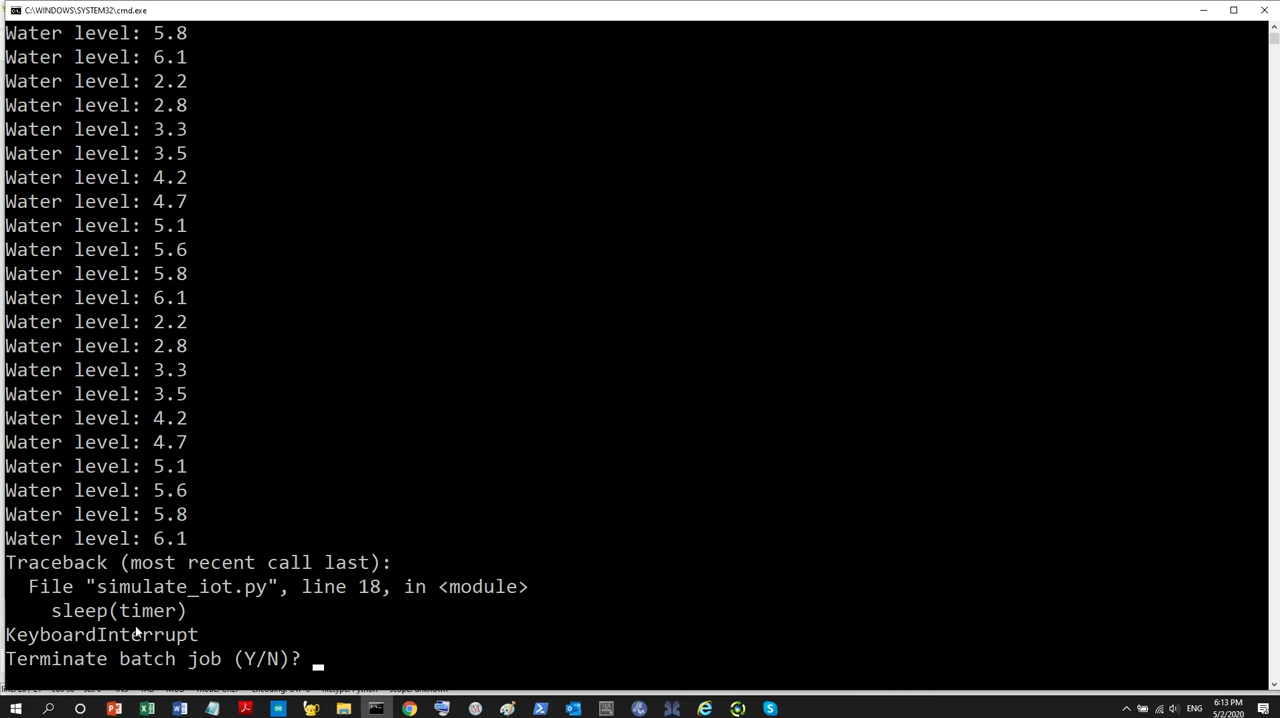 C:\WINDOWS\SYSTEM32\cmd.exe
Water level: 5.8
Water level: 6.1
Water level: 2.2
Water level: 2.8
Water level: 3.3
Water level: 3.5
Water level: 4.2
Water level: 4.7
Water level: 5.1
Water level: 5.6
Water level: 5.8
Water level: 6.1
Water level: 2.2
Water level: 2.8
Water level: 3.3
Water level: 3.5
Water level: 4.2
Water level: 4.7
Water level: 5.1
Water level: 5.6
Water level: 5.8
Water level: 6.1
Traceback (most recent call last):
File "simulate_iot.py", line 18, in <module>
sleep(timer)
KeyboardInterrupt
Terminate batch job (Y/N)?
ENG
6:13 PM
5/2/2020